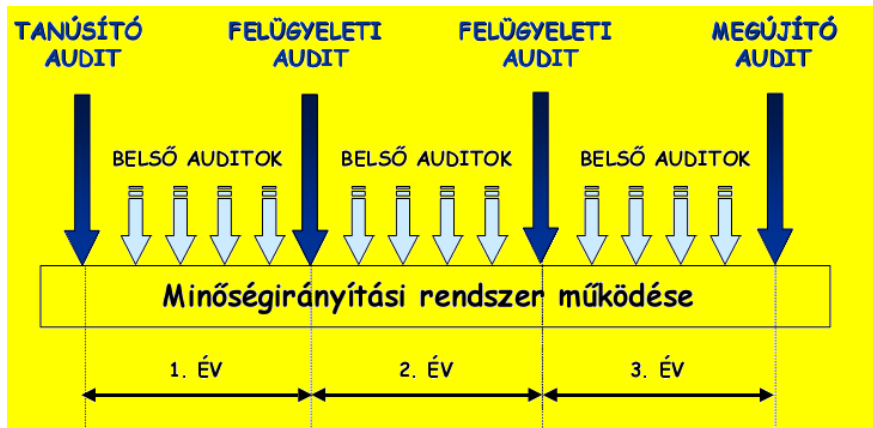 TANÚSÍTÓ
AUDIT
FELÜGYELETI
AUDIT
FELÜGYELETI
AUDIT
MEGÚJÍTÓ
AUDIT
BELSŐ AUDITOK
BELSŐ AUDITOK
BELSŐ AUDITOK
Minőségirányítási rendszer működése
1. ÉV
2. ÉV
3. ÉV